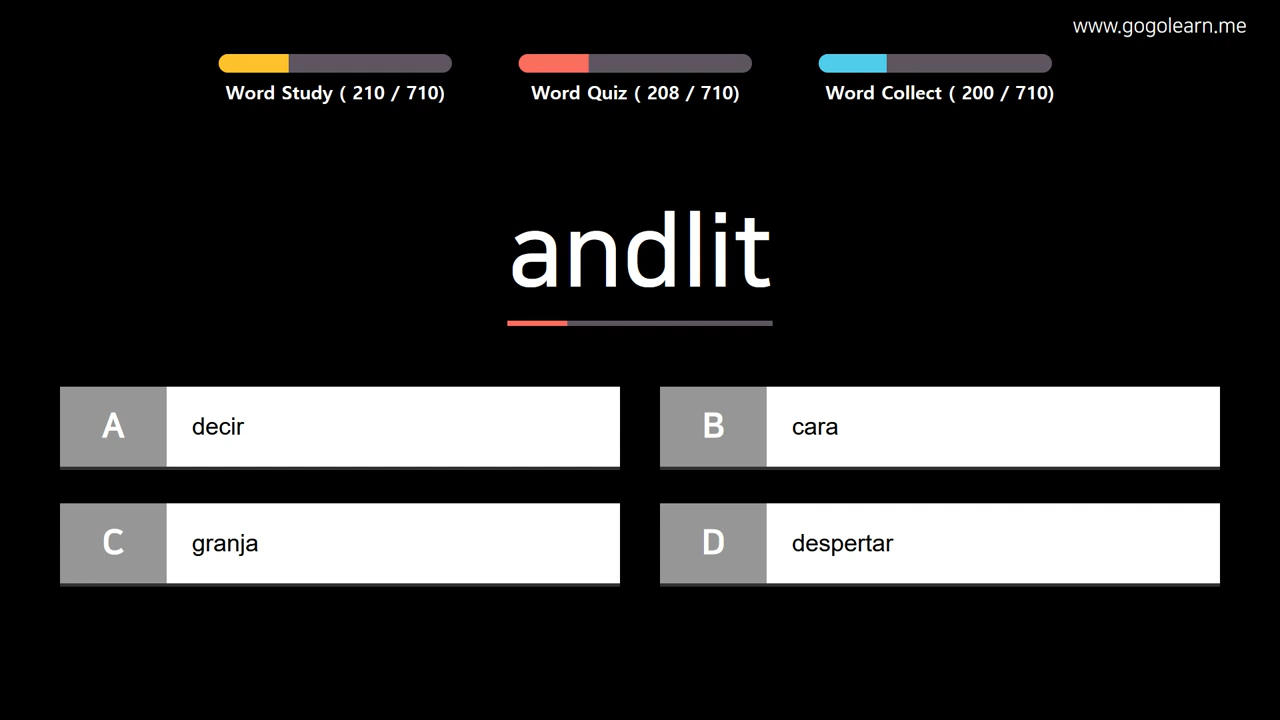 www.gogolearn.me
Word Study ( 210 / 710)
Word Quiz ( 208 / 710)
Word Collect ( 200 / 710)
andlit
A decir
B cara
C granja
D despertar